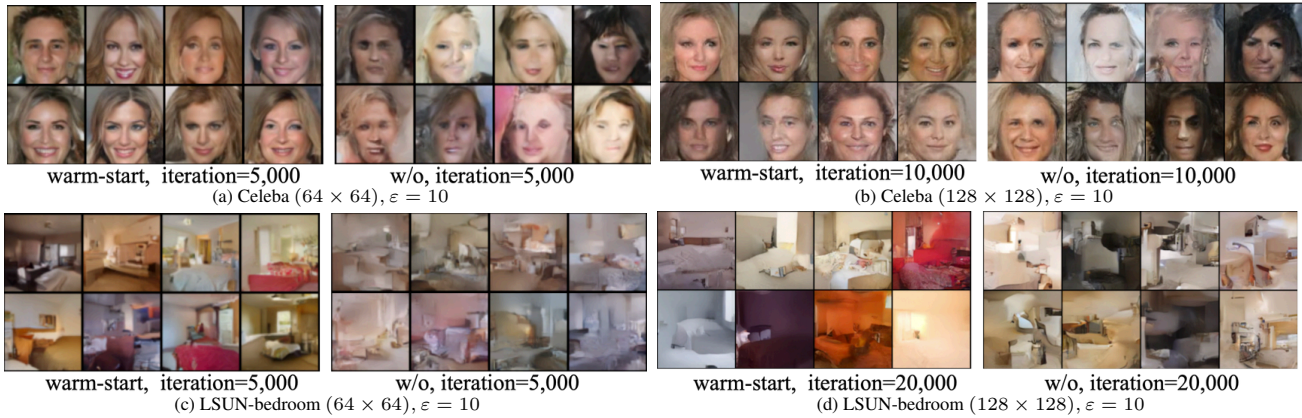 warm-start, iteration=5,000
w/o, iteration=5,000
(a) Celeba (64 × 64), ε = 10
warm-start, iteration=10,000
w/o, iteration=10,000
(b) Celeba (128 × 128), ε = 10
warm-start, iteration=5,000
w/o, iteration=5,000
(c) LSUN-bedroom (64 × 64), ε = 10
warm-start, iteration=20,000
w/o, iteration=20,000
(d) LSUN-bedroom (128 × 128), ε = 10